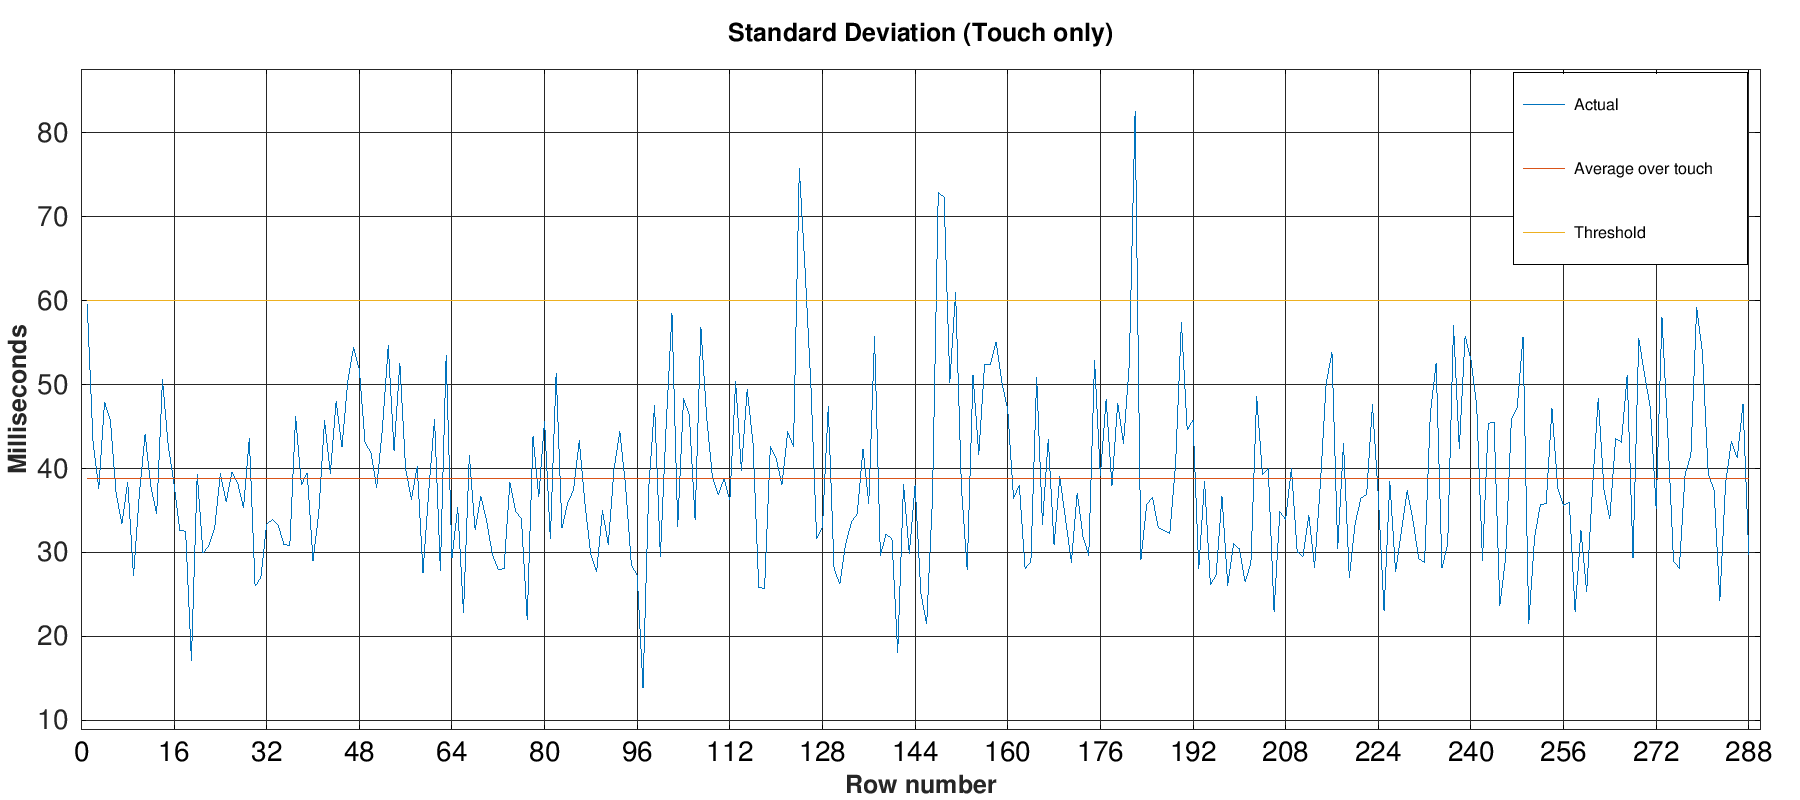 Standard Deviation (Touch only)
Actual
Average over touch
Threshold
Milliseconds
80
70
60
50
40
30
20
10
0 16 32 48 64 80 96 112 128 144 160 176 192 208 224 240 256 272 288
Row number